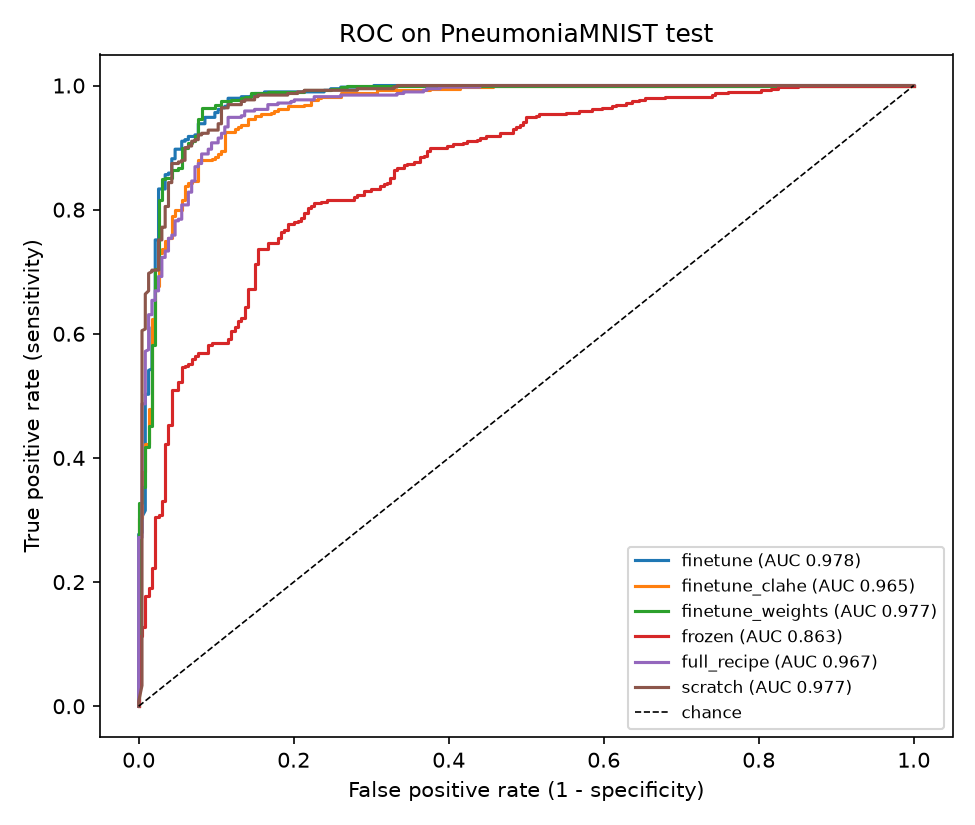 ROC on PneumoniaMNIST test
True positive rate (sensitivity)
1.0
0.8
0.6
0.4
0.2
0.0
finetune (AUC 0.978)
finetune_clahe (AUC 0.965)
finetune_weights (AUC 0.977)
frozen (AUC 0.863)
full_recipe (AUC 0.967)
scratch (AUC 0.977)
chance
0.0 0.2 0.4 0.6 0.8 1.0
False positive rate (1 - specificity)